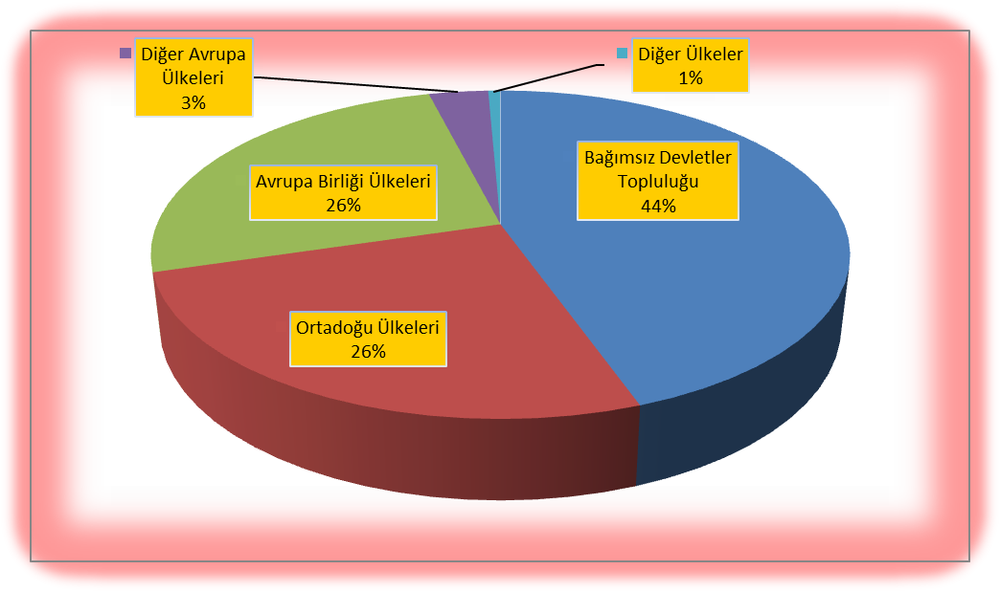 Diğer Avrupa
Ülkeleri
3%
Diğer Ülkeler
1%
Bağımsız Devletler
Topluluğu
44%
Avrupa Birliği Ülkeleri
26%
Ortadoğu Ülkeleri
26%